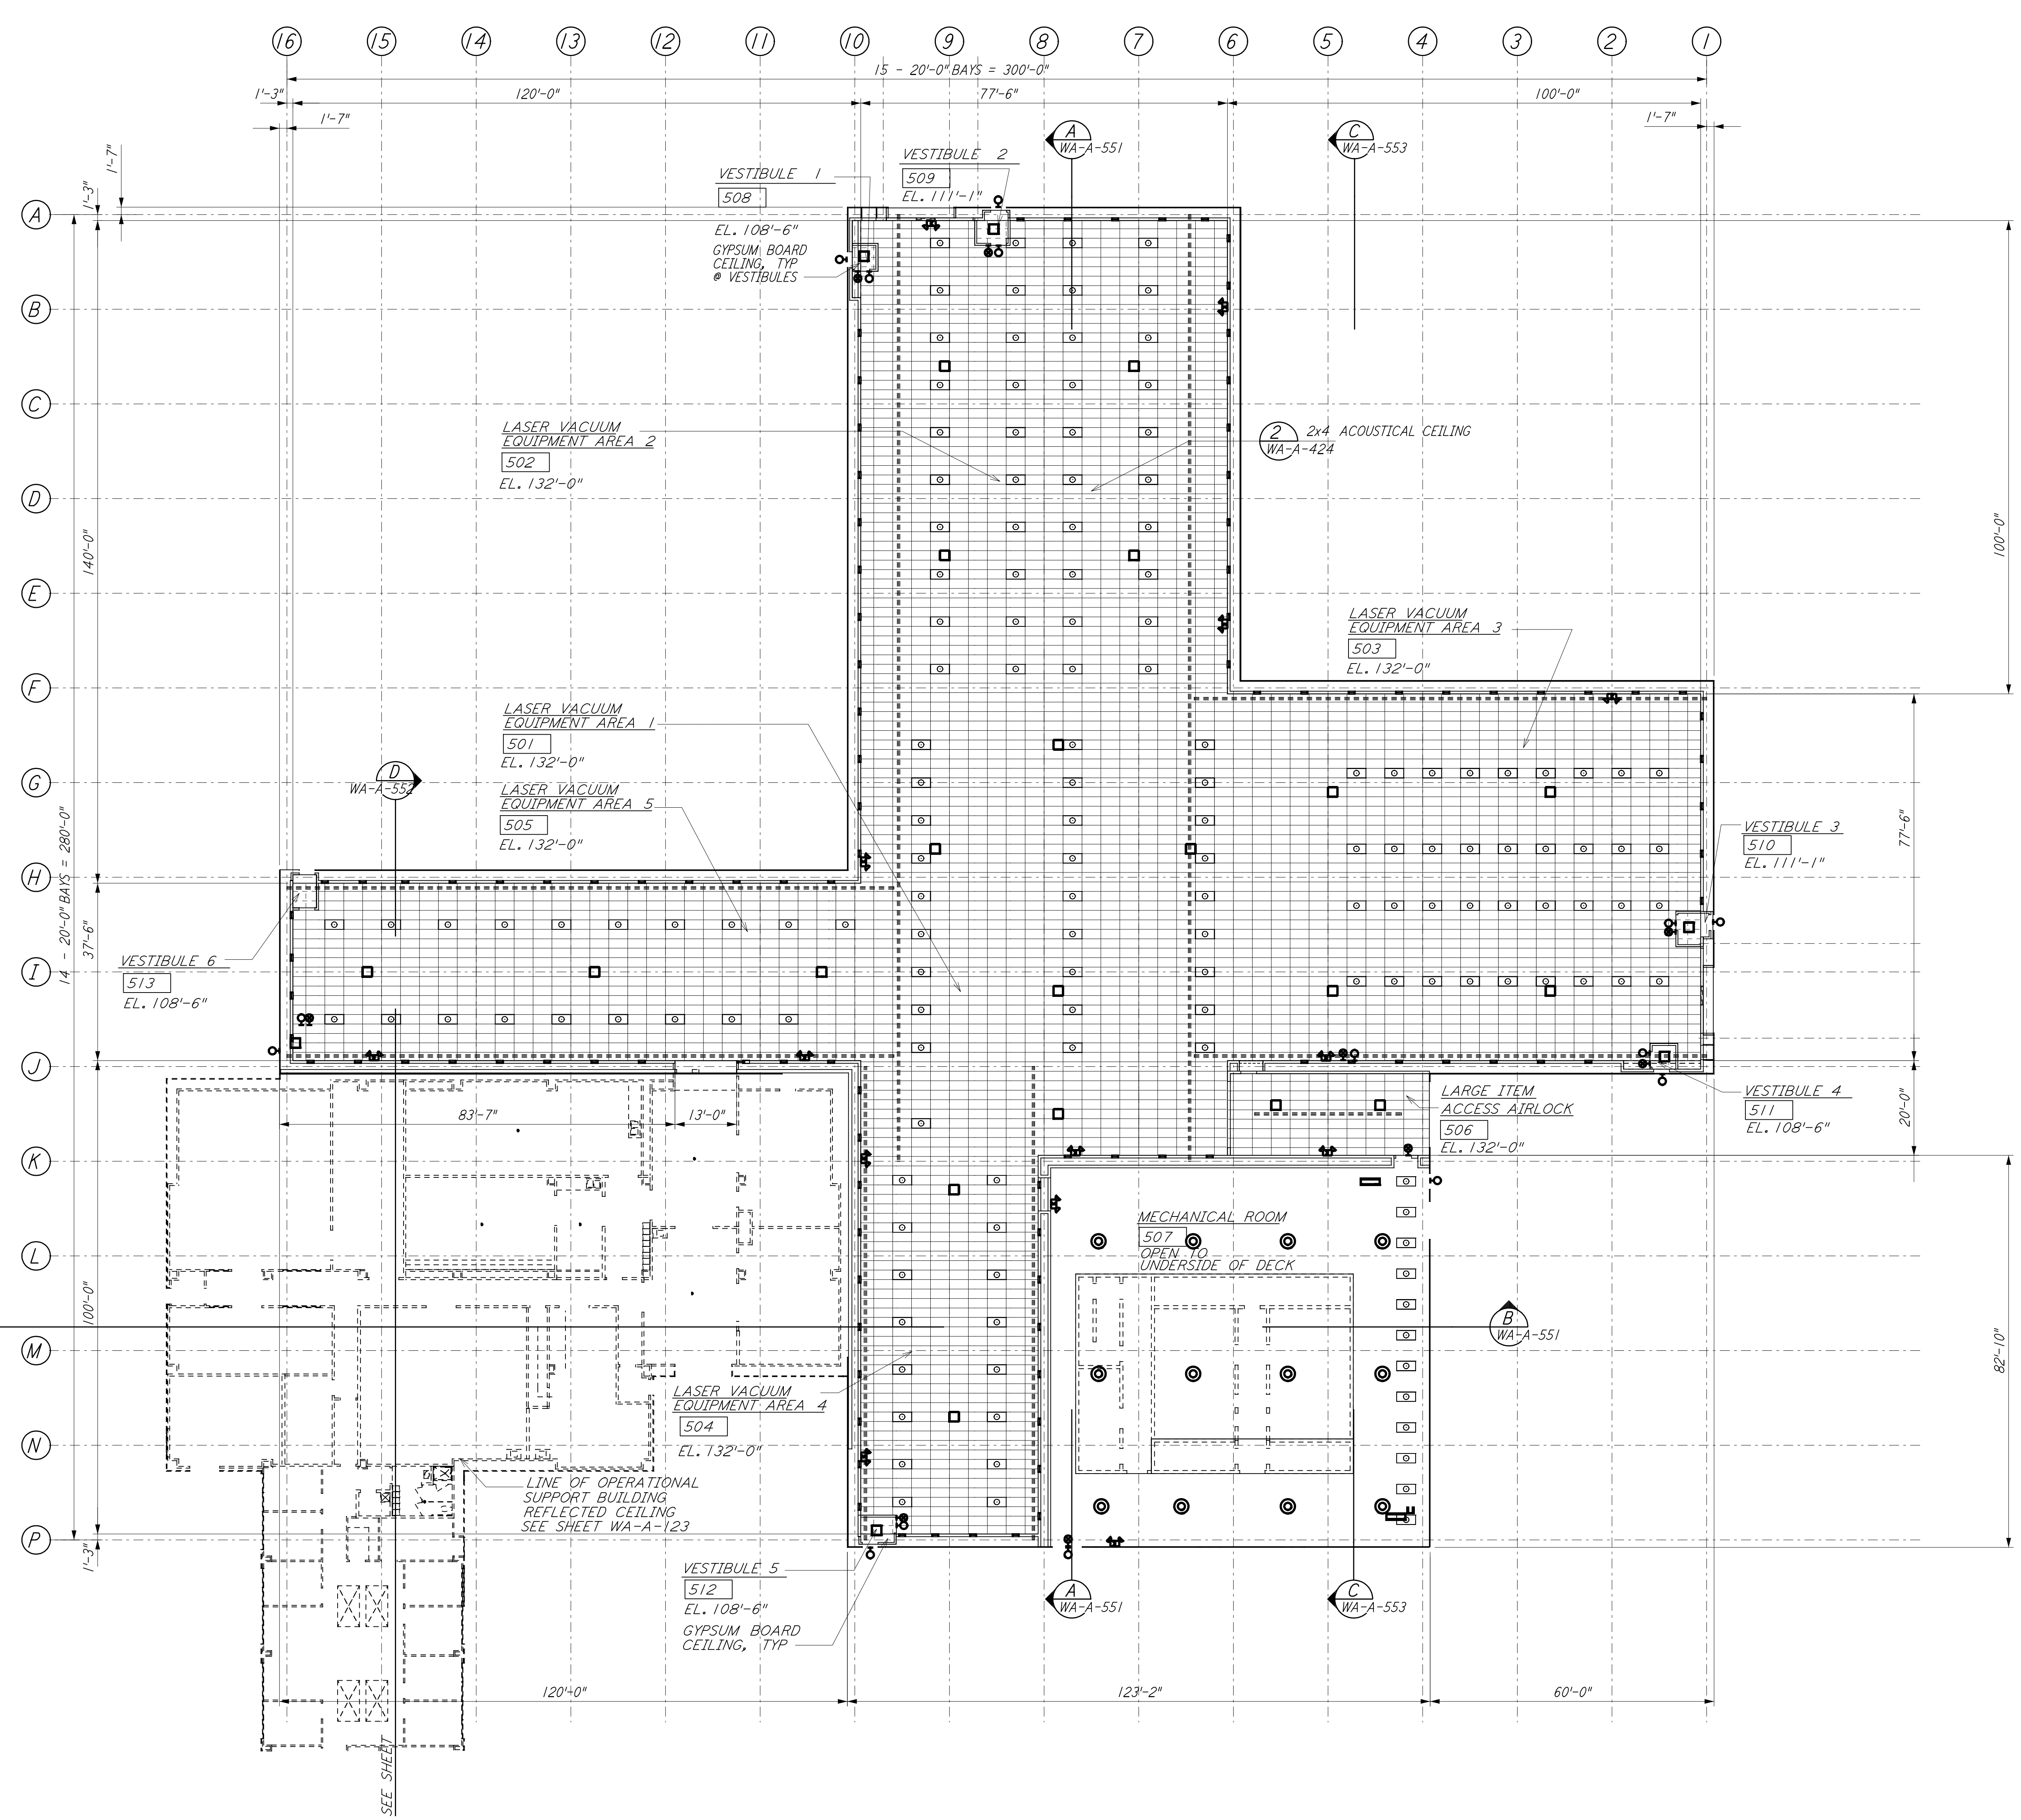 16 15 14 13 12 11 10 9 8 7 6 5 4 3 2 1
15 - 20'-0" BAYS = 300'-0"
1'-3" 120'-0" 77'-6" 100'-0"
1'-7" 1'-7"
A
WA-A-551
C
WA-A-553
VESTIBULE 2
509
EL. 111'-1"
VESTIBULE 1
508
EL. 108'-6"
GYPSUM BOARD
CEILING, TYP
@ VESTIBULES
1'-7"
1'-3"
A
B
C
D
E
F
G
H
I
J
K
L
M
N
P
140'-0"
14 - 20'-0" BAYS = 280'-0"
37'-6"
100'-0"
1'-3"
LASER VACUUM
EQUIPMENT AREA 2
502
EL. 132'-0"
2
WA-A-424
2x4 ACOUSTICAL CEILING
100'-0"
LASER VACUUM
EQUIPMENT AREA 3
503
EL. 132'-0"
LASER VACUUM
EQUIPMENT AREA 1
501
EL. 132'-0"
D
WA-A-552
LASER VACUUM
EQUIPMENT AREA 5
505
EL. 132'-0"
VESTIBULE 3
510
EL. 111'-1"
77'-6"
VESTIBULE 6
513
EL. 108'-6"
83'-7" 13'-0"
LARGE ITEM
ACCESS AIRLOCK
506
EL. 132'-0"
VESTIBULE 4
511
EL. 108'-6"
20'-0"
MECHANICAL ROOM
507
OPEN TO
UNDERSIDE OF DECK
B
WA-A-551
82'-10"
LASER VACUUM
EQUIPMENT AREA 4
504
EL. 132'-0"
LINE OF OPERATIONAL
SUPPORT BUILDING
REFLECTED CEILING
SEE SHEET WA-A-123
VESTIBULE 5
512
EL. 108'-6"
GYPSUM BOARD
CEILING, TYP
A
WA-A-551
C
WA-A-553
120'-0" 123'-2" 60'-0"
SEE SHEET